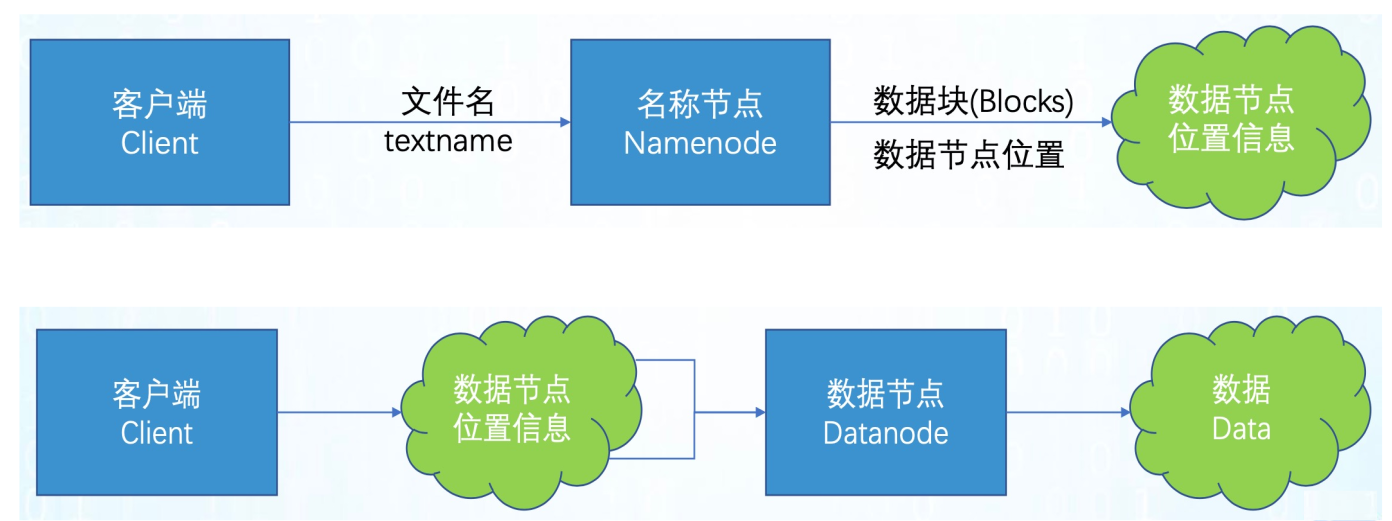 客户端
Client
文件名
textname
名称节点
Namenode
数据块(Blocks)
数据节点位置
数据节点
位置信息
客户端
Client
数据节点
位置信息
数据节点
Datanode
数据
Data